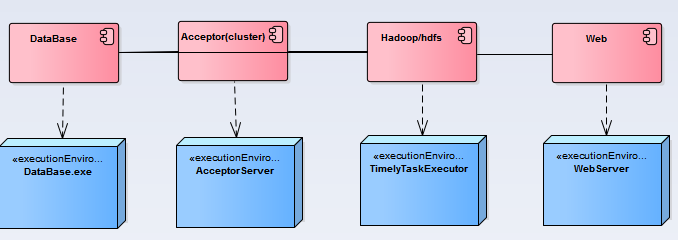 DataBase
Acceptor(cluster)
Hadoop/hdfs
Web
«executionEnviro...
DataBase.exe
«executionEnviro...
AcceptorServer
«executionEnviro...
TimelyTaskExecutor
«executionEnviro...
WebServer